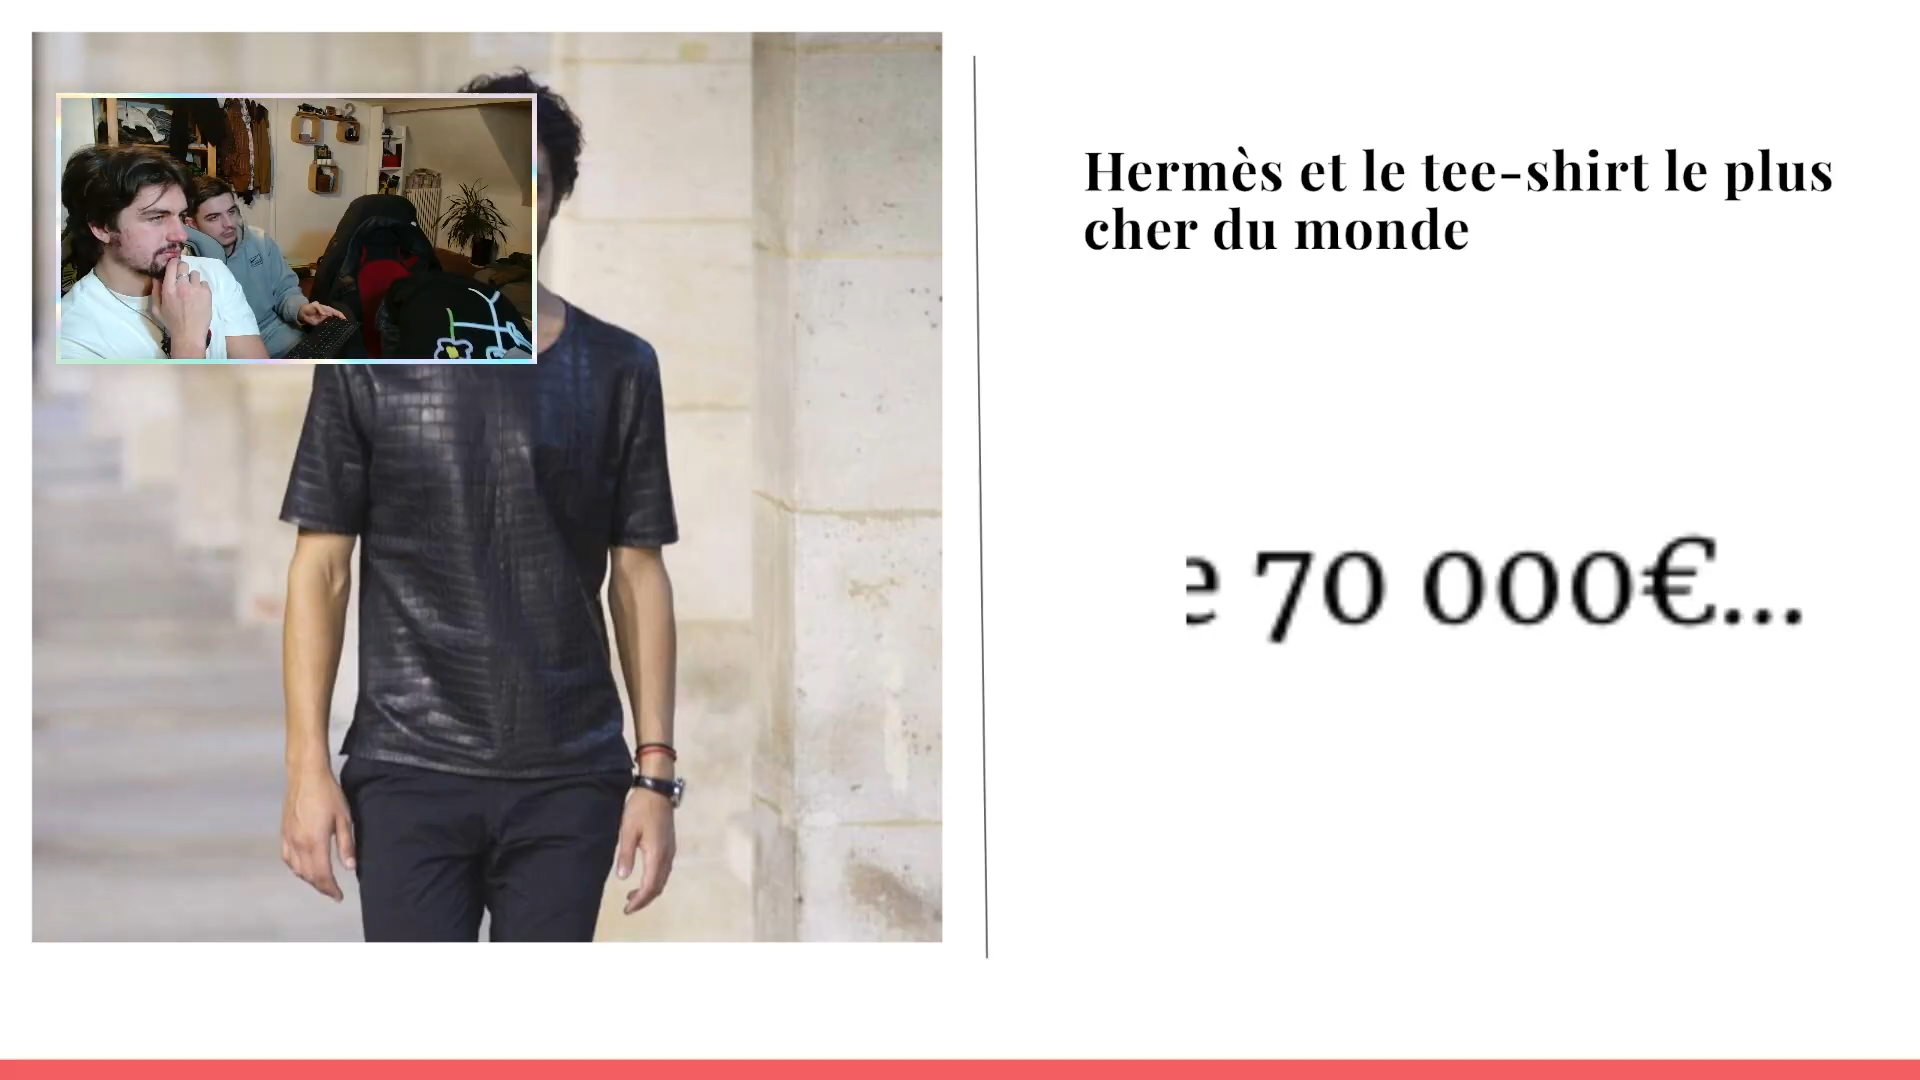 Hermès et le tee-shirt le plus
cher du monde
e 70 000€...